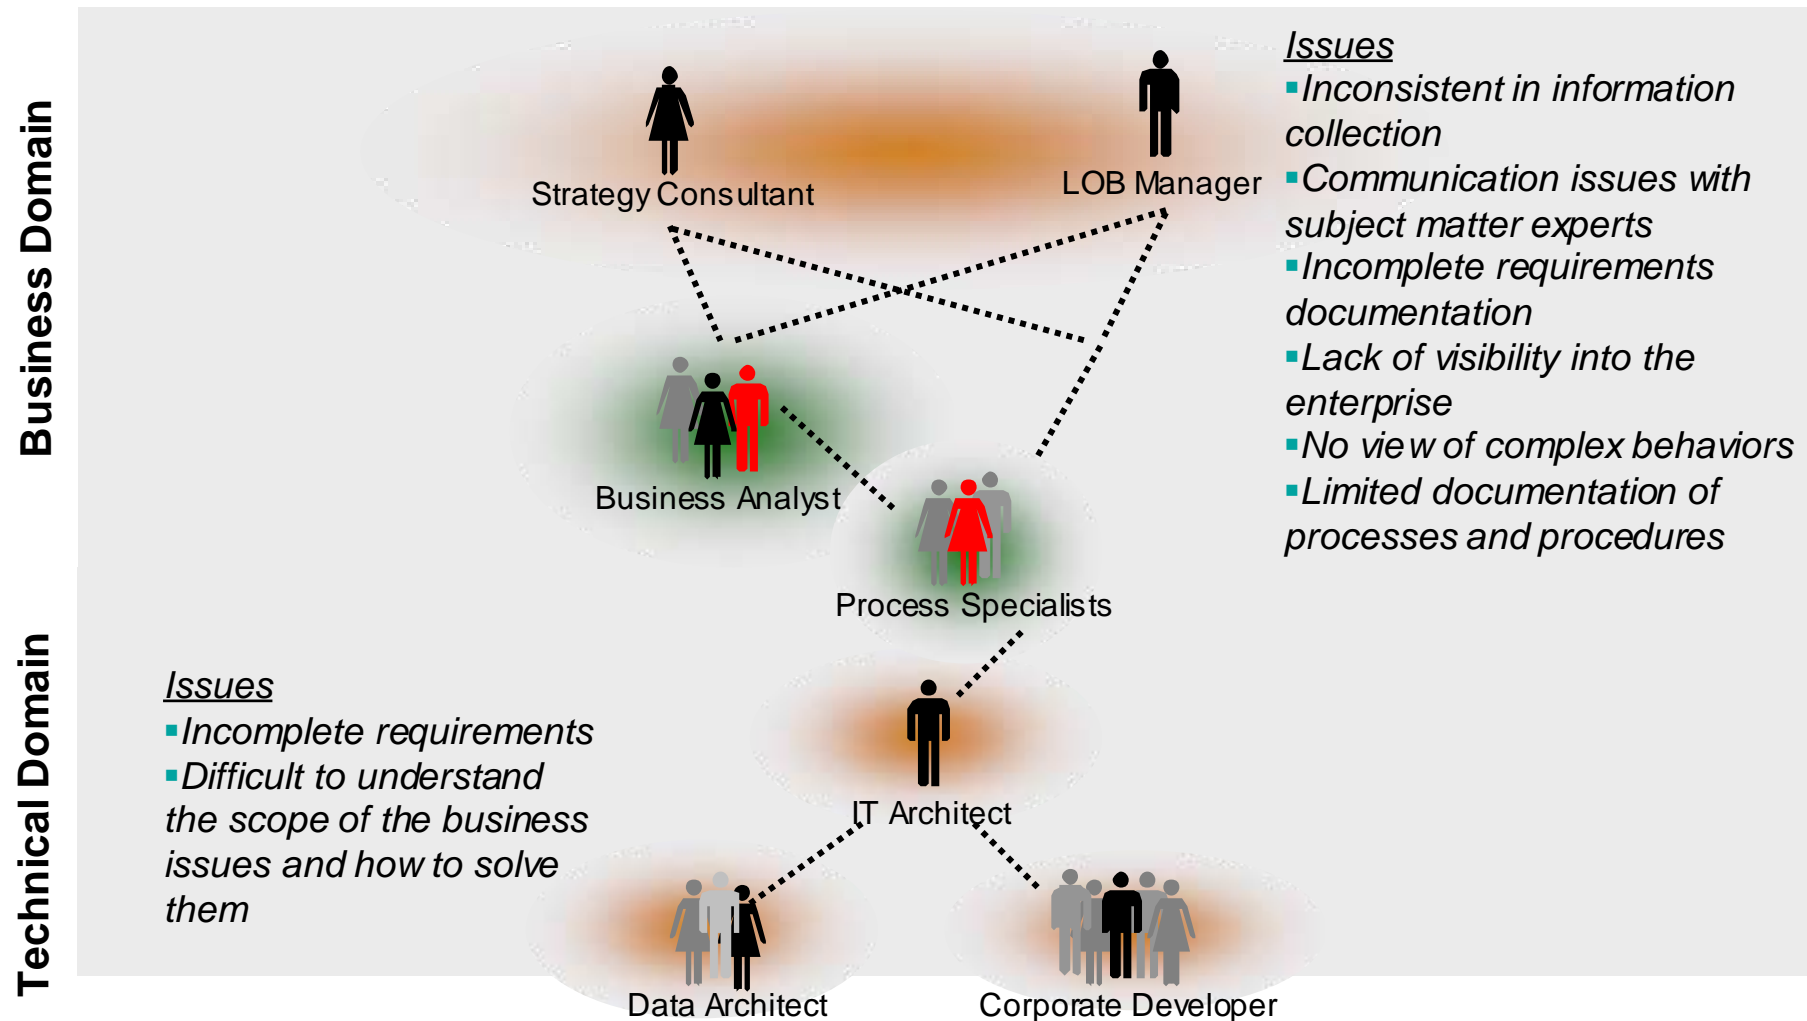 Business Domain
Strategy Consultant
LOB Manager
Issues
▪Inconsistent in information
collection
▪Communication issues with
subject matter experts
▪Incomplete requirements
documentation
▪Lack of visibility into the
enterprise
▪No view of complex behaviors
▪Limited documentation of
processes and procedures
Business Analyst
Process Specialists
Technical Domain
Issues
▪Incomplete requirements
▪Difficult to understand
the scope of the business
issues and how to solve
them
IT Architect
Data Architect
Corporate Developer